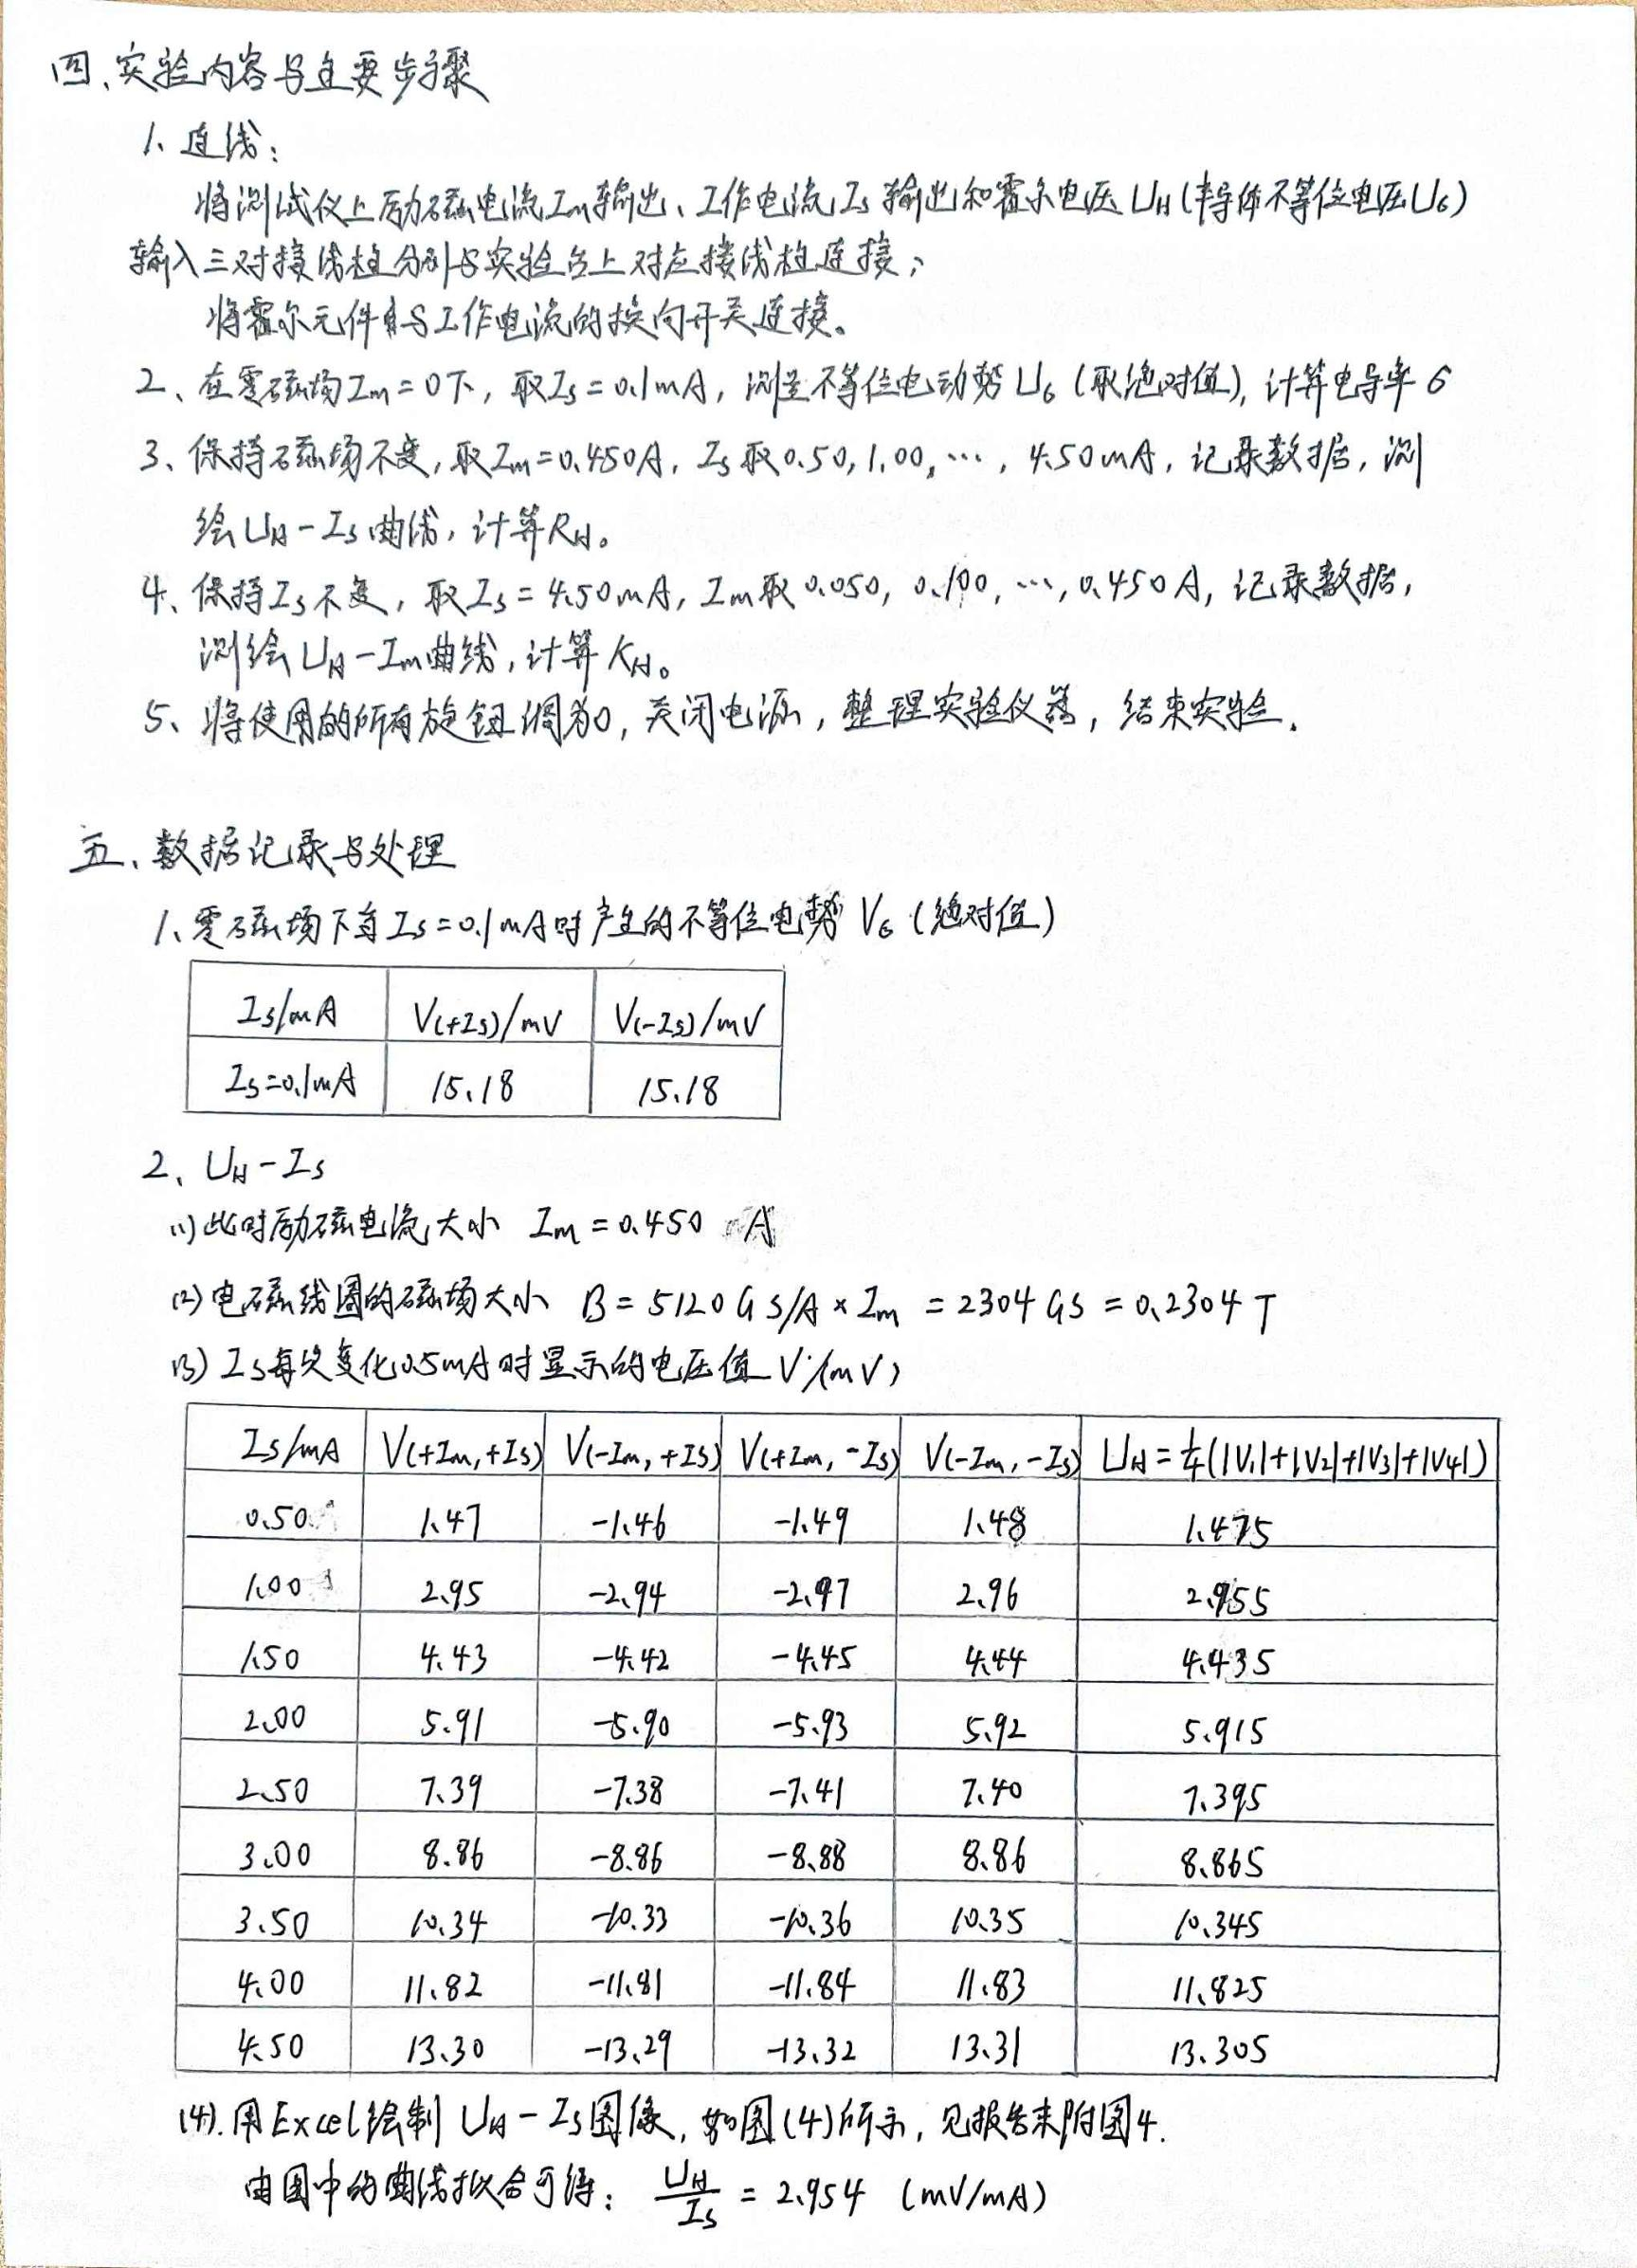 四、实验内容与主要步骤
1、连线:
将测试仪上励磁电流Im输出、工作电流Is输出和霍尔电压UH(半导体不等位电压Uσ)
输入三对接线柱分别与实验台上对应接线柱连接;
将霍尔元件与工作电流的换向开关连接。
2、在零磁场Im=0下,取Is=0.1mA,测量不等位电动势Uσ(取绝对值),计算电导率σ
3、保持磁场不变,取Im=0.450A,Is取0.50,1.00,…,4.50mA,记录数据,测
绘UH-Is曲线,计算RH。
4、保持Is不变,取Is=4.50mA,Im取0.050,0.100,…,0.450A,记录数据,
测绘UH-Im曲线,计算KH。
5、将使用的所有旋钮调为0,关闭电源,整理实验仪器,结束实验.
五、数据记录与处理
1、零磁场下首Is=0.1mA时产生的不等位电势Vσ(绝对值)
Is/mA V(+Is)/mV V(-Is)/mV
Is=0.1mA 15.18 15.18
2、UH-Is
(1)此时励磁电流大小 Im=0.450 A
(2)电磁线圈的磁场大小 B=5120GS/A×Im=2304GS=0.2304T
(3)Is每次变化0.5mA时显示的电压值V/(mV)
Is/mA V(+Im,+Is) V(-Im,+Is) V(+Im,-Is) V(-Im,-Is) UH=1/4(|V1|+|V2|+|V3|+|V4|)
0.50 1.47 -1.46 -1.49 1.48 1.475
1.00 2.95 -2.94 -2.97 2.96 2.955
1.50 4.43 -4.42 -4.45 4.44 4.435
2.00 5.91 -5.90 -5.93 5.92 5.915
2.50 7.39 -7.38 -7.41 7.40 7.395
3.00 8.86 -8.86 -8.88 8.86 8.865
3.50 10.34 -10.33 -10.36 10.35 10.345
4.00 11.82 -11.81 -11.84 11.83 11.825
4.50 13.30 -13.29 -13.32 13.31 13.305
(4).用Excel绘制UH-Is图像,如图(4)所示,见报告末附图4.
由图中的曲线拟合可得:UH/Is=2.954 (mV/mA)